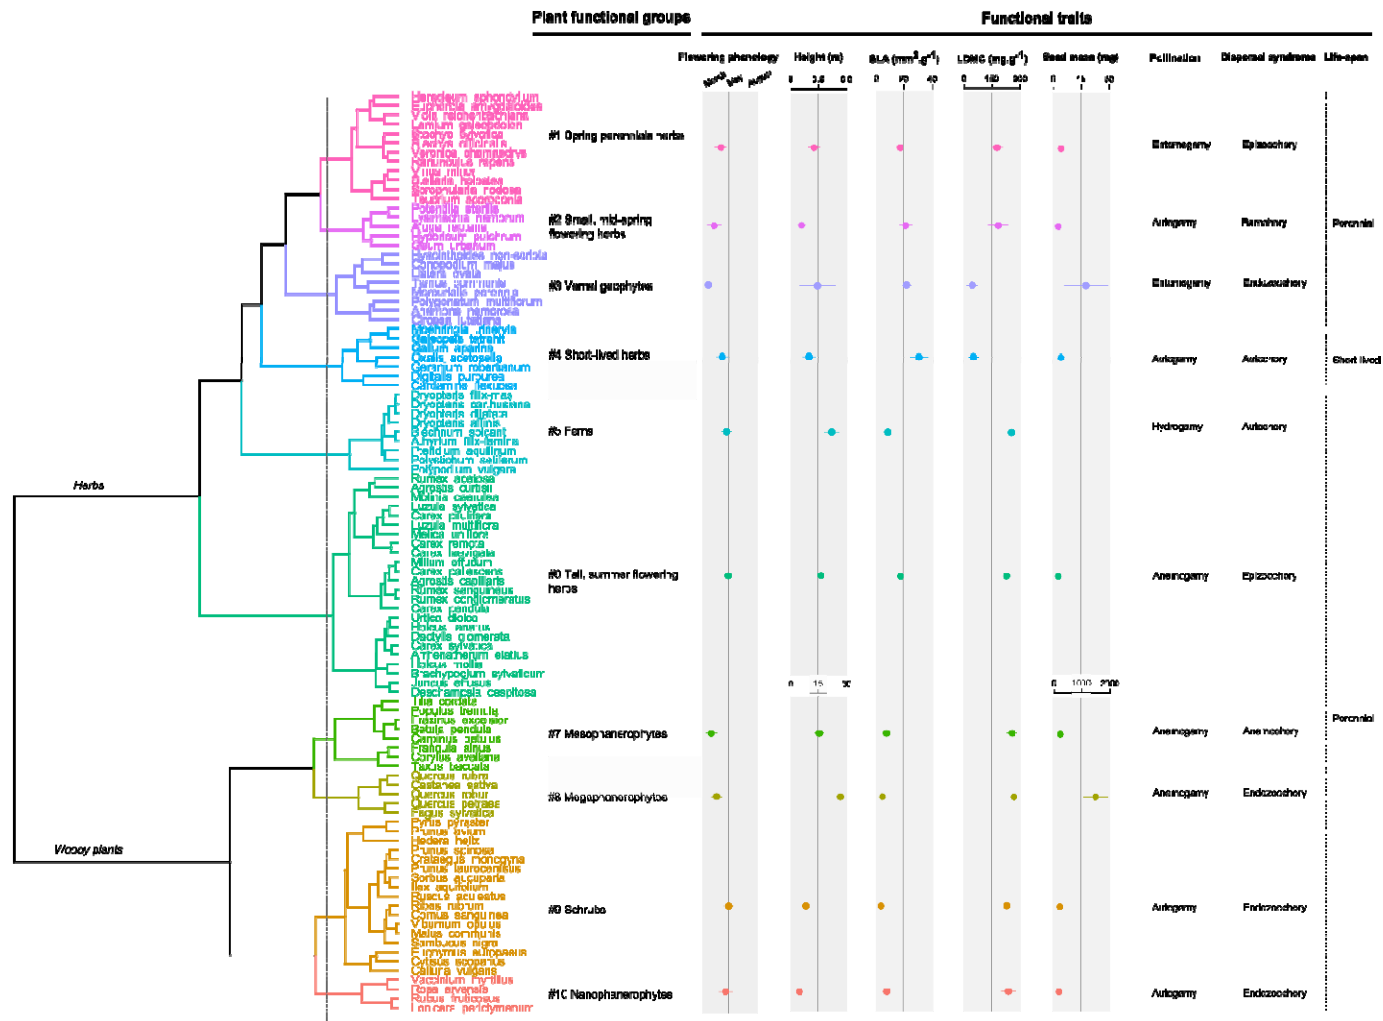 Plant functional groups
Functional traits
Flowering phenology
Height (m)
SLA (mm².g⁻¹)
LDMC (mg.g⁻¹)
Seed mass (mg)
Pollination
Dispersal syndrome
Life-span
#1 Spring perennials herbs
Entomogamy
Epizoochory
#2 Small, mid-spring
flowering herbs
Autogamy
Perennial
#3 Vernal geophytes
Entomogamy
Endozoochory
#4 Short-lived herbs
Autogamy
Autochory
Short lived
#5 Ferns
Hydrogamy
Autochory
Herbs
#6 Tall, summer flowering
herbs
Anemogamy
Epizoochory
#7 Mesophanerophytes
Anemogamy
Anemochory
Perennial
#8 Megaphanerophytes
Anemogamy
Endozoochory
Woody plants
#9 Schrubs
Autogamy
Endozoochory
#10 Nanophanerophytes
Autogamy
Endozoochory
Heracleum sphondylium
Euphorbia amygdaloides
Viola reichenbachiana
Lamium galeobdolon
Stachys sylvatica
Veronica chamaedrys
Ranunculus repens
Scrophularia nodosa
Teucrium scorodonia
Potentilla sterilis
Lysimachia nemorum
Hypericum pulchrum
Geum urbanum
Hyacinthoides non-scripta
Conopodium majus
Listera ovata
Tamus communis
Mercurialis perennis
Polygonatum multiflorum
Anemone nemorosa
Circaea lutetiana
Moehringia trinervia
Galeopsis tetrahit
Galium aparine
Oxalis acetosella
Geranium robertianum
Digitalis purpurea
Cardamine flexuosa
Dryopteris filix-mas
Dryopteris carthusiana
Dryopteris dilatata
Dryopteris affinis
Blechnum spicant
Athyrium filix-femina
Pteridium aquilinum
Polystichum setiferum
Polypodium vulgare
Rumex acetosa
Agrostis curtisii
Molinia caerulea
Luzula sylvatica
Carex pilulifera
Luzula multiflora
Melica uniflora
Carex remota
Carex laevigata
Milium effusum
Carex pallescens
Agrostis capillaris
Rumex sanguineus
Rumex conglomeratus
Carex pendula
Urtica dioica
Holcus lanatus
Dactylis glomerata
Carex sylvatica
Arrhenatherum elatius
Holcus mollis
Brachypodium sylvaticum
Juncus effusus
Deschampsia cespitosa
Tilia cordata
Populus tremula
Fraxinus excelsior
Betula pendula
Carpinus betulus
Frangula alnus
Corylus avellana
Taxus baccata
Quercus rubra
Castanea sativa
Quercus robur
Quercus petraea
Fagus sylvatica
Pyrus pyraster
Prunus avium
Hedera helix
Prunus spinosa
Crataegus monogyna
Prunus laurocerasus
Sorbus aucuparia
Ilex aquifolium
Ruscus aculeatus
Ribes rubrum
Cornus sanguinea
Viburnum opulus
Malus communis
Sambucus nigra
Euonymus europaeus
Cytisus scoparius
Calluna vulgaris
Vaccinium myrtillus
Rosa arvensis
Rubus fruticosus
Lonicera periclymenum